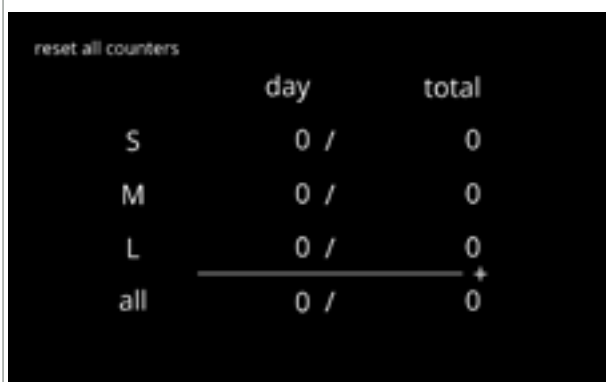 reset all counters
day total
S 0 / 0
M 0 / 0
L 0 / 0
+
all 0 / 0